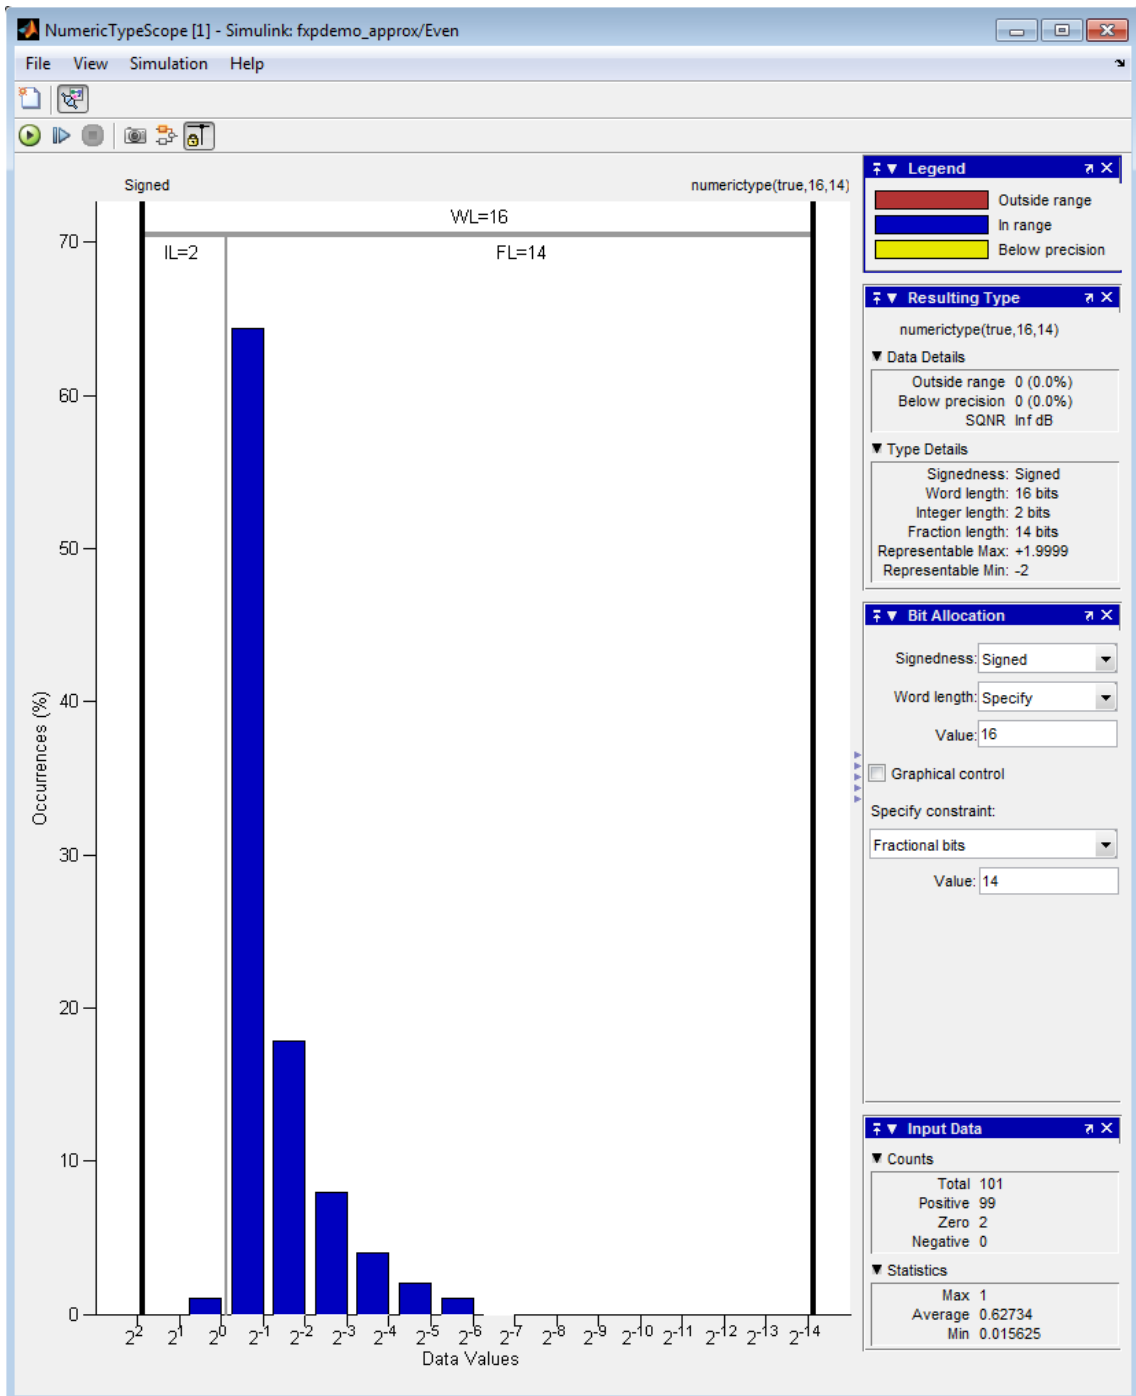 NumericTypeScope [1] - Simulink: fxpdemo_approx/Even
File View Simulation Help
Signed numerictype(true,16,14)
WL=16
IL=2 FL=14
70
60
50
40
30
20
10
0
Occurrences (%)
2^2 2^1 2^0 2^-1 2^-2 2^-3 2^-4 2^-5 2^-6 2^-7 2^-8 2^-9 2^-10 2^-11 2^-12 2^-13 2^-14
Data Values
Legend
Outside range
In range
Below precision
Resulting Type
numerictype(true,16,14)
Data Details
Outside range 0 (0.0%)
Below precision 0 (0.0%)
SQNR Inf dB
Type Details
Signedness: Signed
Word length: 16 bits
Integer length: 2 bits
Fraction length: 14 bits
Representable Max: +1.9999
Representable Min: -2
Bit Allocation
Signedness: Signed
Word length: Specify
Value: 16
Graphical control
Specify constraint:
Fractional bits
Value: 14
Input Data
Counts
Total 101
Positive 99
Zero 2
Negative 0
Statistics
Max 1
Average 0.62734
Min 0.015625